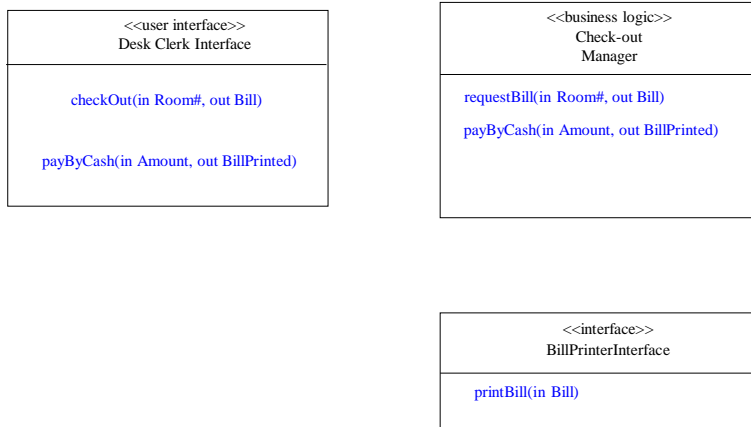 <<user interface>>
Desk Clerk Interface
checkOut(in Room#, out Bill)
payByCash(in Amount, out BillPrinted)
<<business logic>>
Check-out
Manager
requestBill(in Room#, out Bill)
payByCash(in Amount, out BillPrinted)
<<interface>>
BillPrinterInterface
printBill(in Bill)